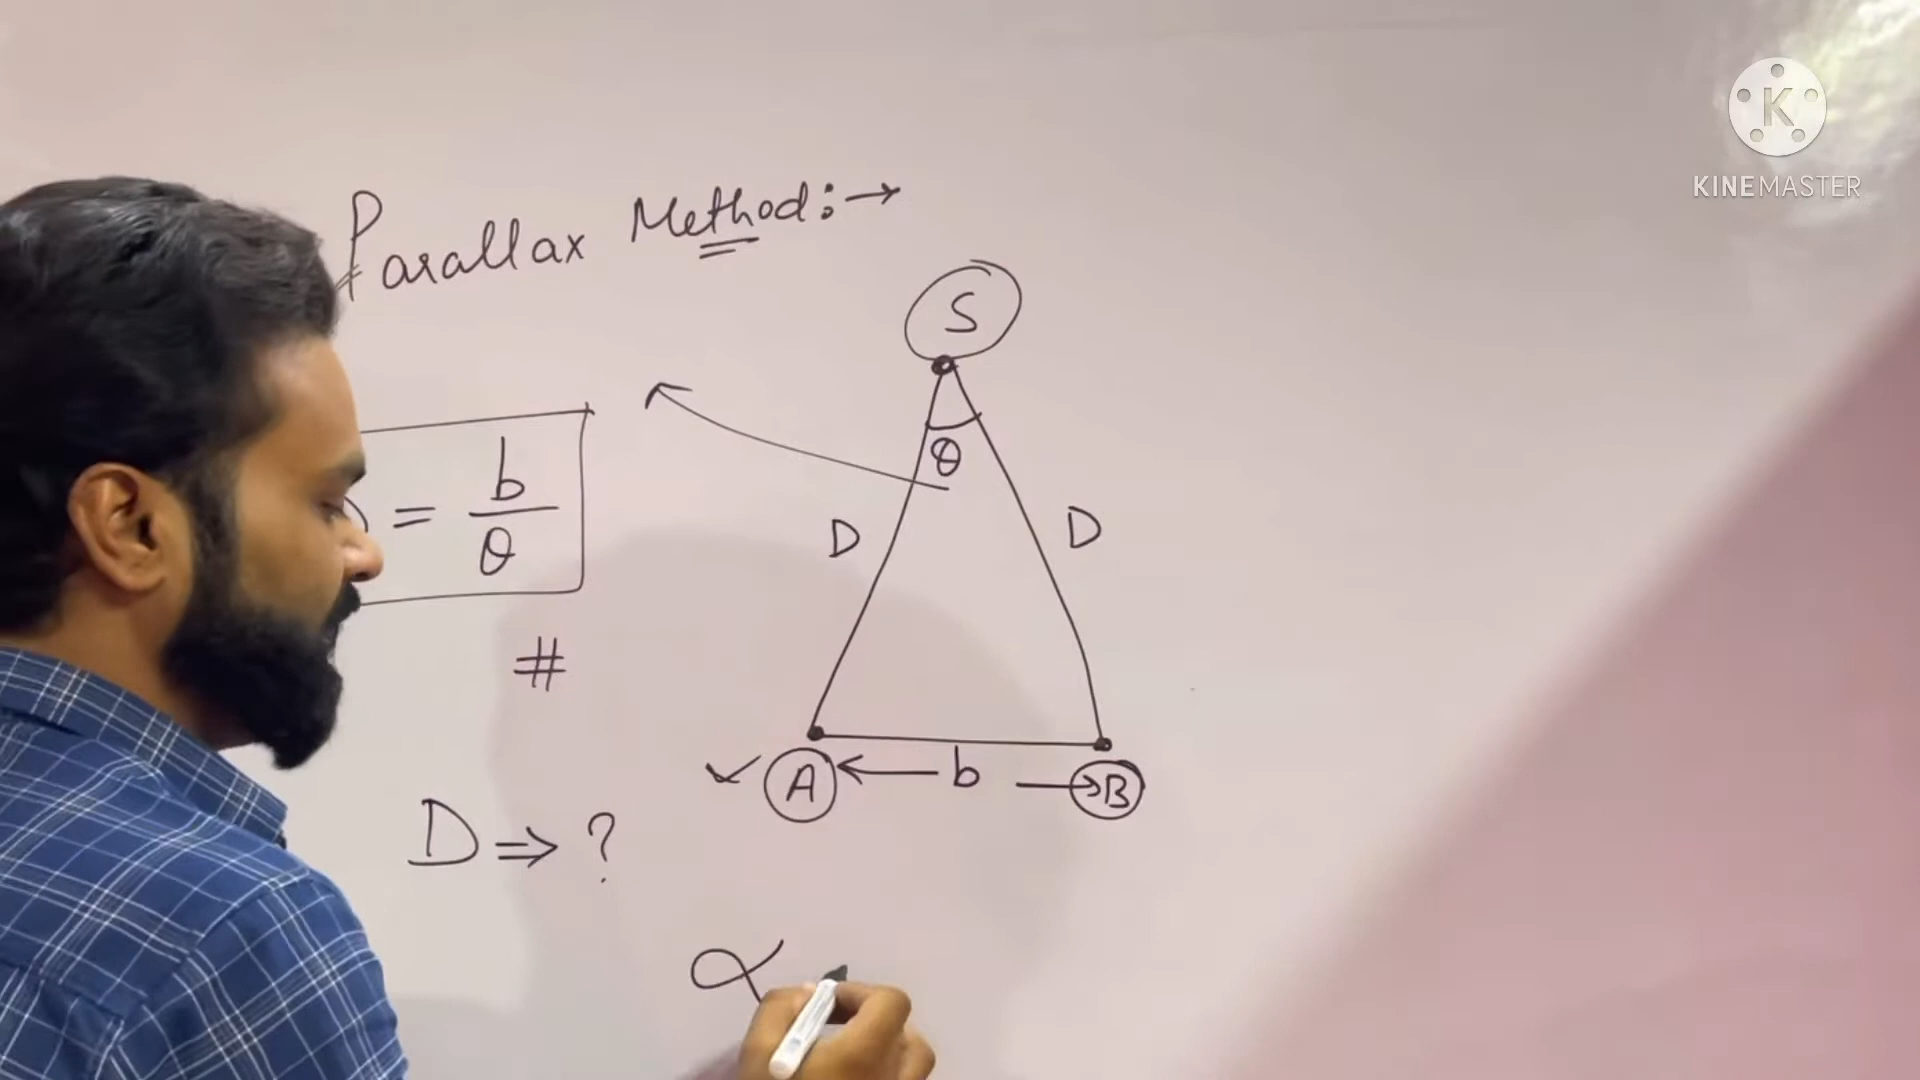 Parallax Method:→
S
θ
= b/θ
D
D
#
A ← b → B
D ⇒ ?
α
KINEMASTER
K